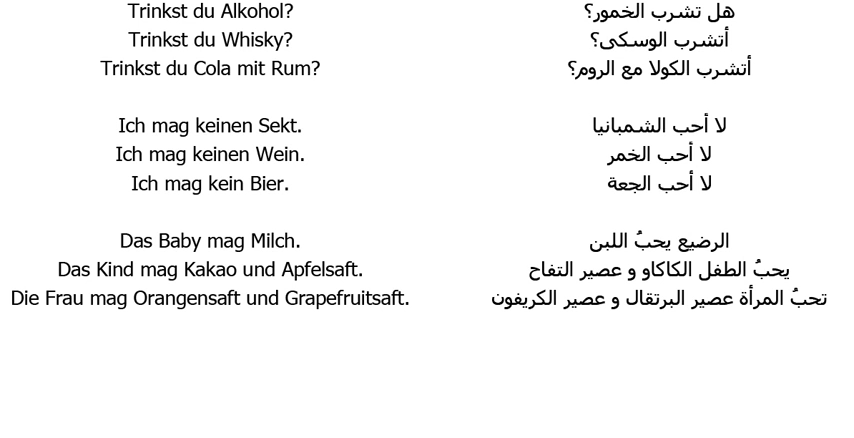 Trinkst du Alkohol? هل تشرب الخمور؟
Trinkst du Whisky? أتشرب الوسكى؟
Trinkst du Cola mit Rum? أتشرب الكولا مع الروم؟
Ich mag keinen Sekt. لا أحب الشمبانيا
Ich mag keinen Wein. لا أحب الخمر
Ich mag kein Bier. لا أحب الجعة
Das Baby mag Milch. الرضيع يحبُ اللبن
Das Kind mag Kakao und Apfelsaft. يحبُ الطفل الكاكاو و عصير التفاح
Die Frau mag Orangensaft und Grapefruitsaft. تحبُ المرأة عصير البرتقال و عصير الكريفون